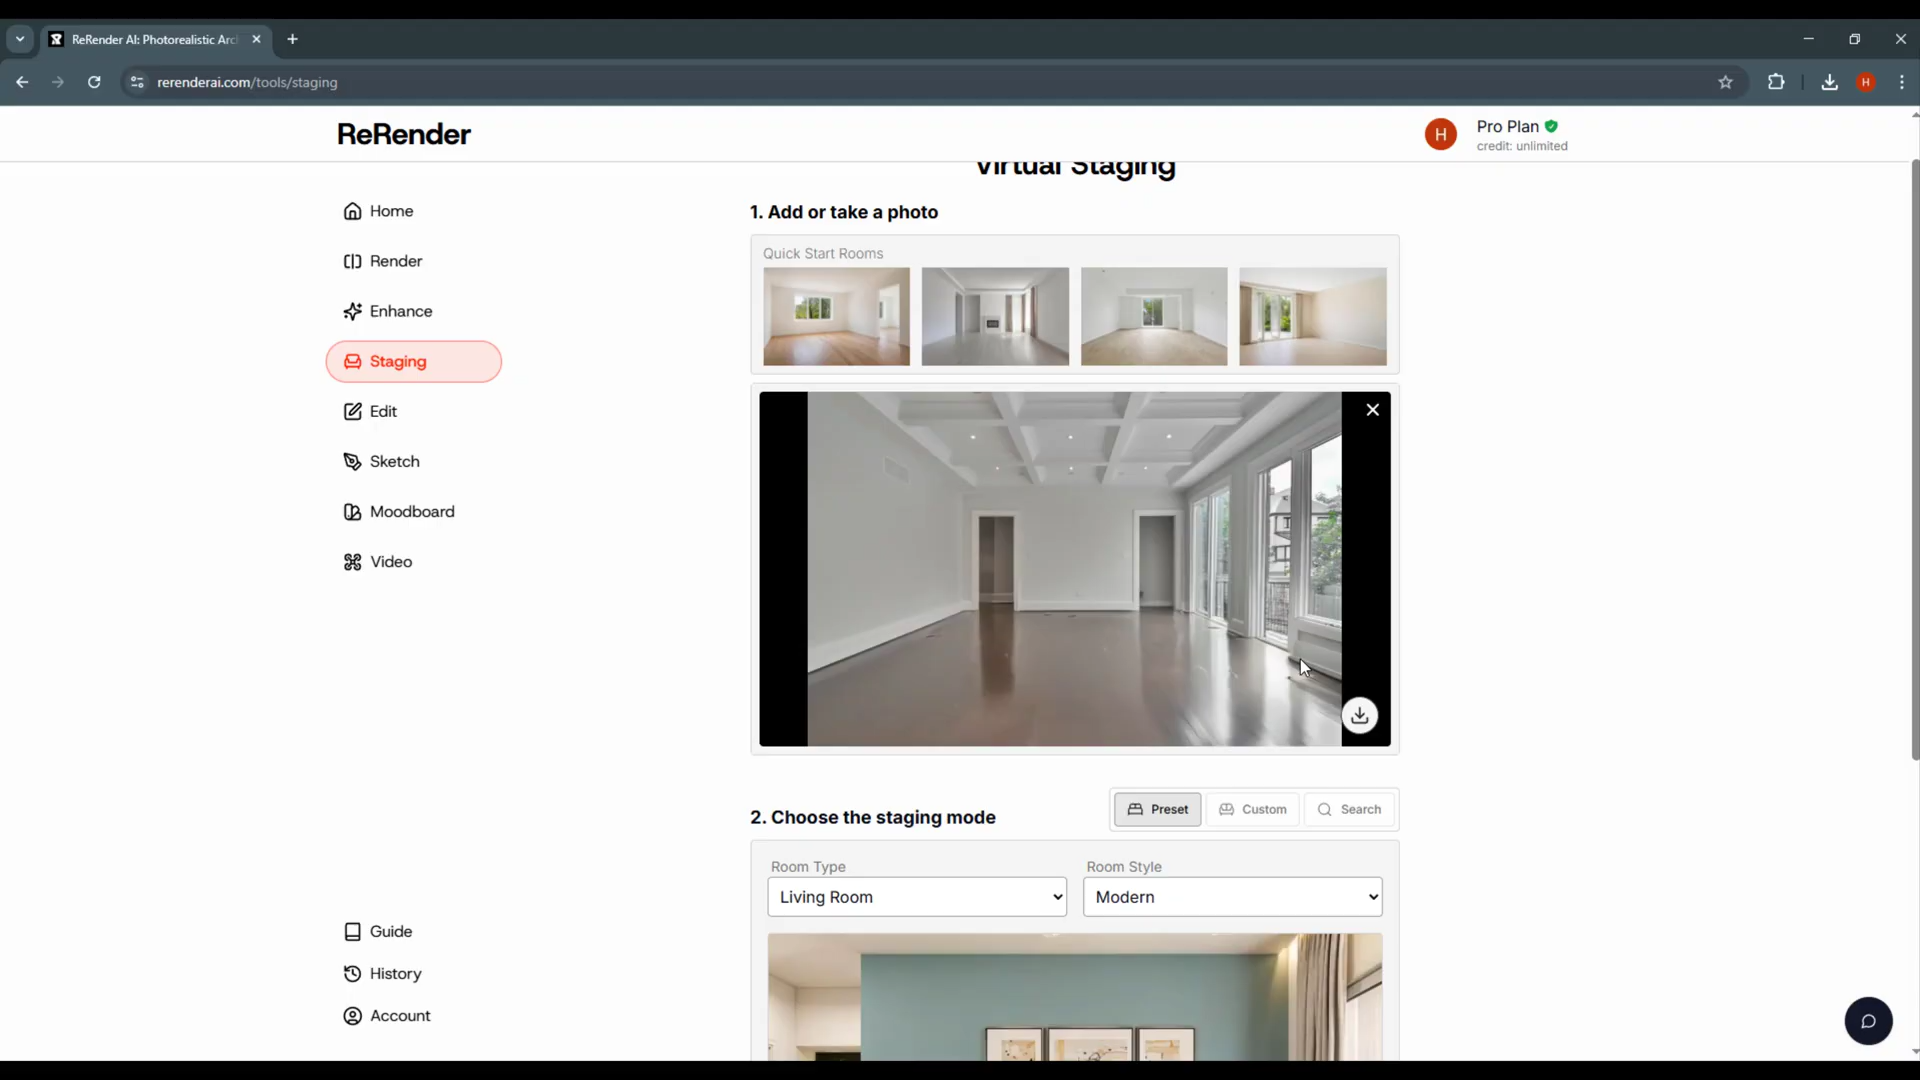 ReRender AI: Photorealistic Arc
rerenderai.com/tools/staging
H
ReRender
H
Pro Plan
credit: unlimited
Virtual Staging
Home
Render
Enhance
Staging
Edit
Sketch
Moodboard
Video
Guide
History
Account
1. Add or take a photo
Quick Start Rooms
2. Choose the staging mode
Preset
Custom
Search
Room Type
Room Style
Living Room
Modern